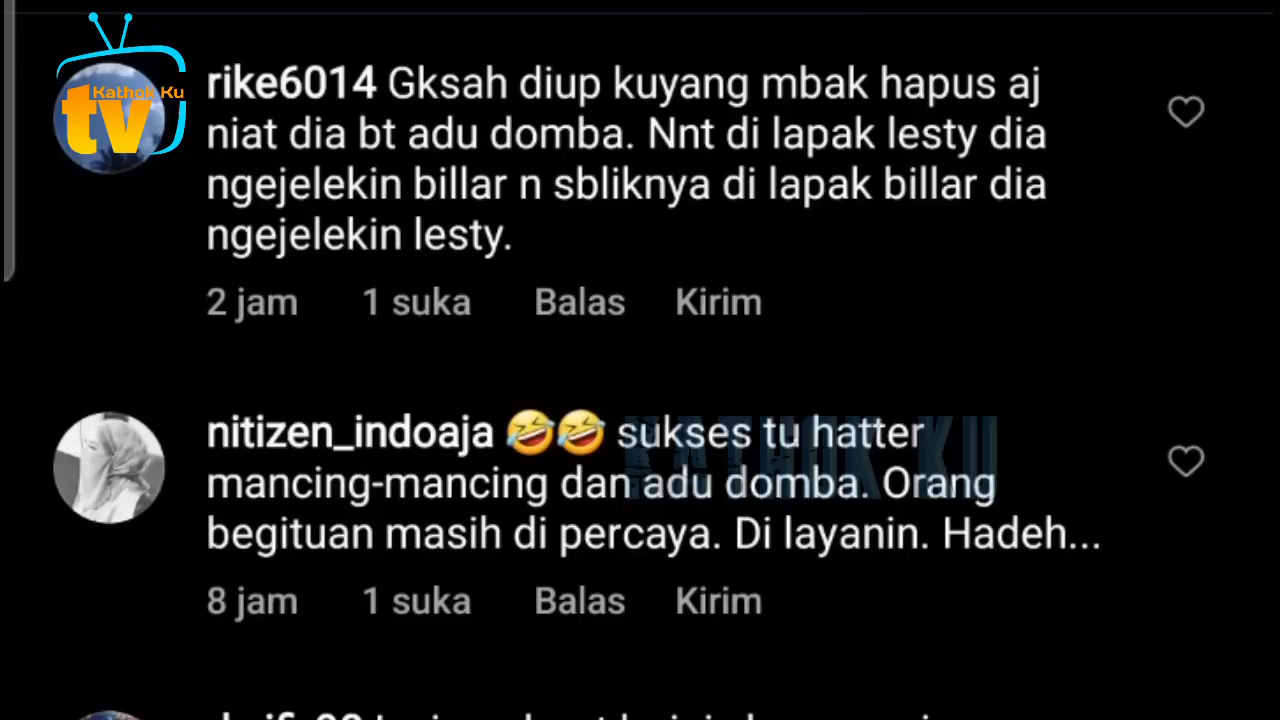 Kathok Ku
tv
rike6014 Gksah diup kuyang mbak hapus aj
niat dia bt adu domba. Nnt di lapak lesty dia
ngejelekin billar n sbliknya di lapak billar dia
ngejelekin lesty.
2 jam 1 suka Balas Kirim
nitizen_indoaja 🤣🤣 sukses tu hatter
mancing-mancing dan adu domba. Orang
begituan masih di percaya. Di layanin. Hadeh...
KATHOK KU
8 jam 1 suka Balas Kirim